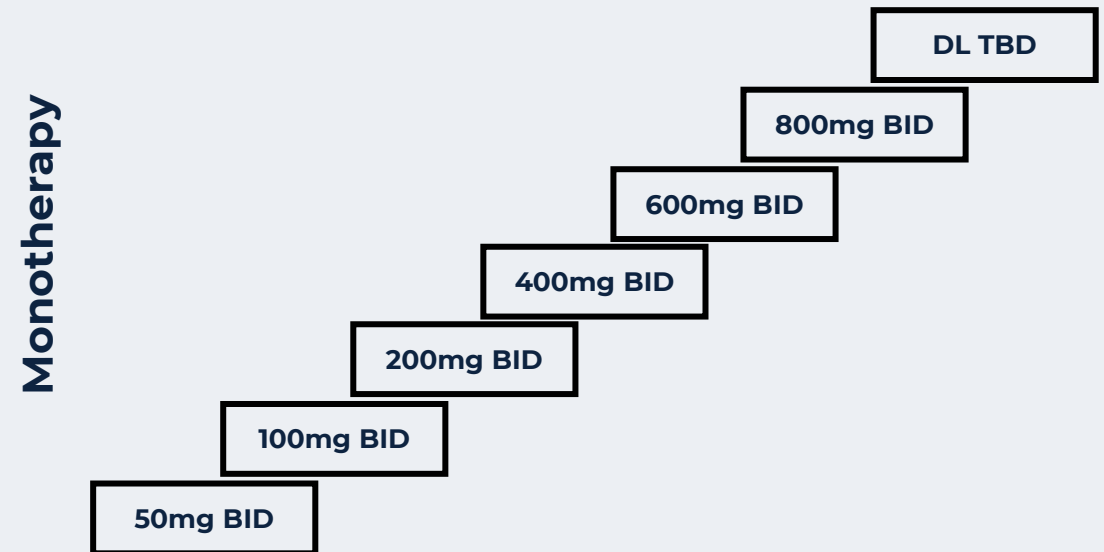 Monotherapy
DL TBD
800mg BID
600mg BID
400mg BID
200mg BID
100mg BID
50mg BID